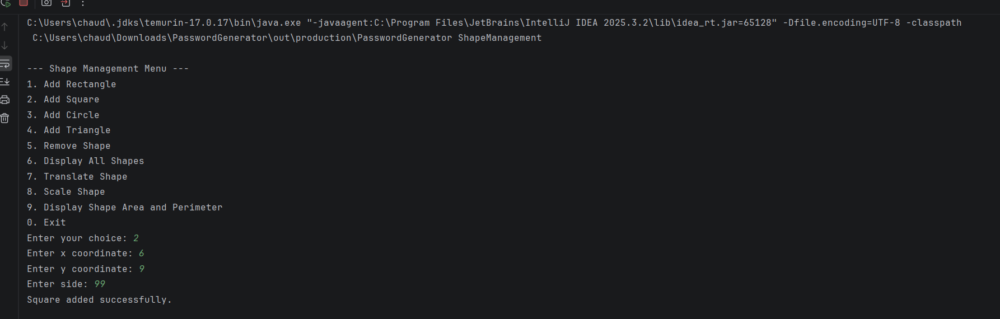 C:\Users\chaud\.jdks\temurin-17.0.17\bin\java.exe "-javaagent:C:\Program Files\JetBrains\IntelliJ IDEA 2025.3.2\lib\idea_rt.jar=65128" -Dfile.encoding=UTF-8 -classpath
C:\Users\chaud\Downloads\PasswordGenerator\out\production\PasswordGenerator ShapeManagement
--- Shape Management Menu ---
1. Add Rectangle
2. Add Square
3. Add Circle
4. Add Triangle
5. Remove Shape
6. Display All Shapes
7. Translate Shape
8. Scale Shape
9. Display Shape Area and Perimeter
0. Exit
Enter your choice: 2
Enter x coordinate: 6
Enter y coordinate: 9
Enter side: 99
Square added successfully.